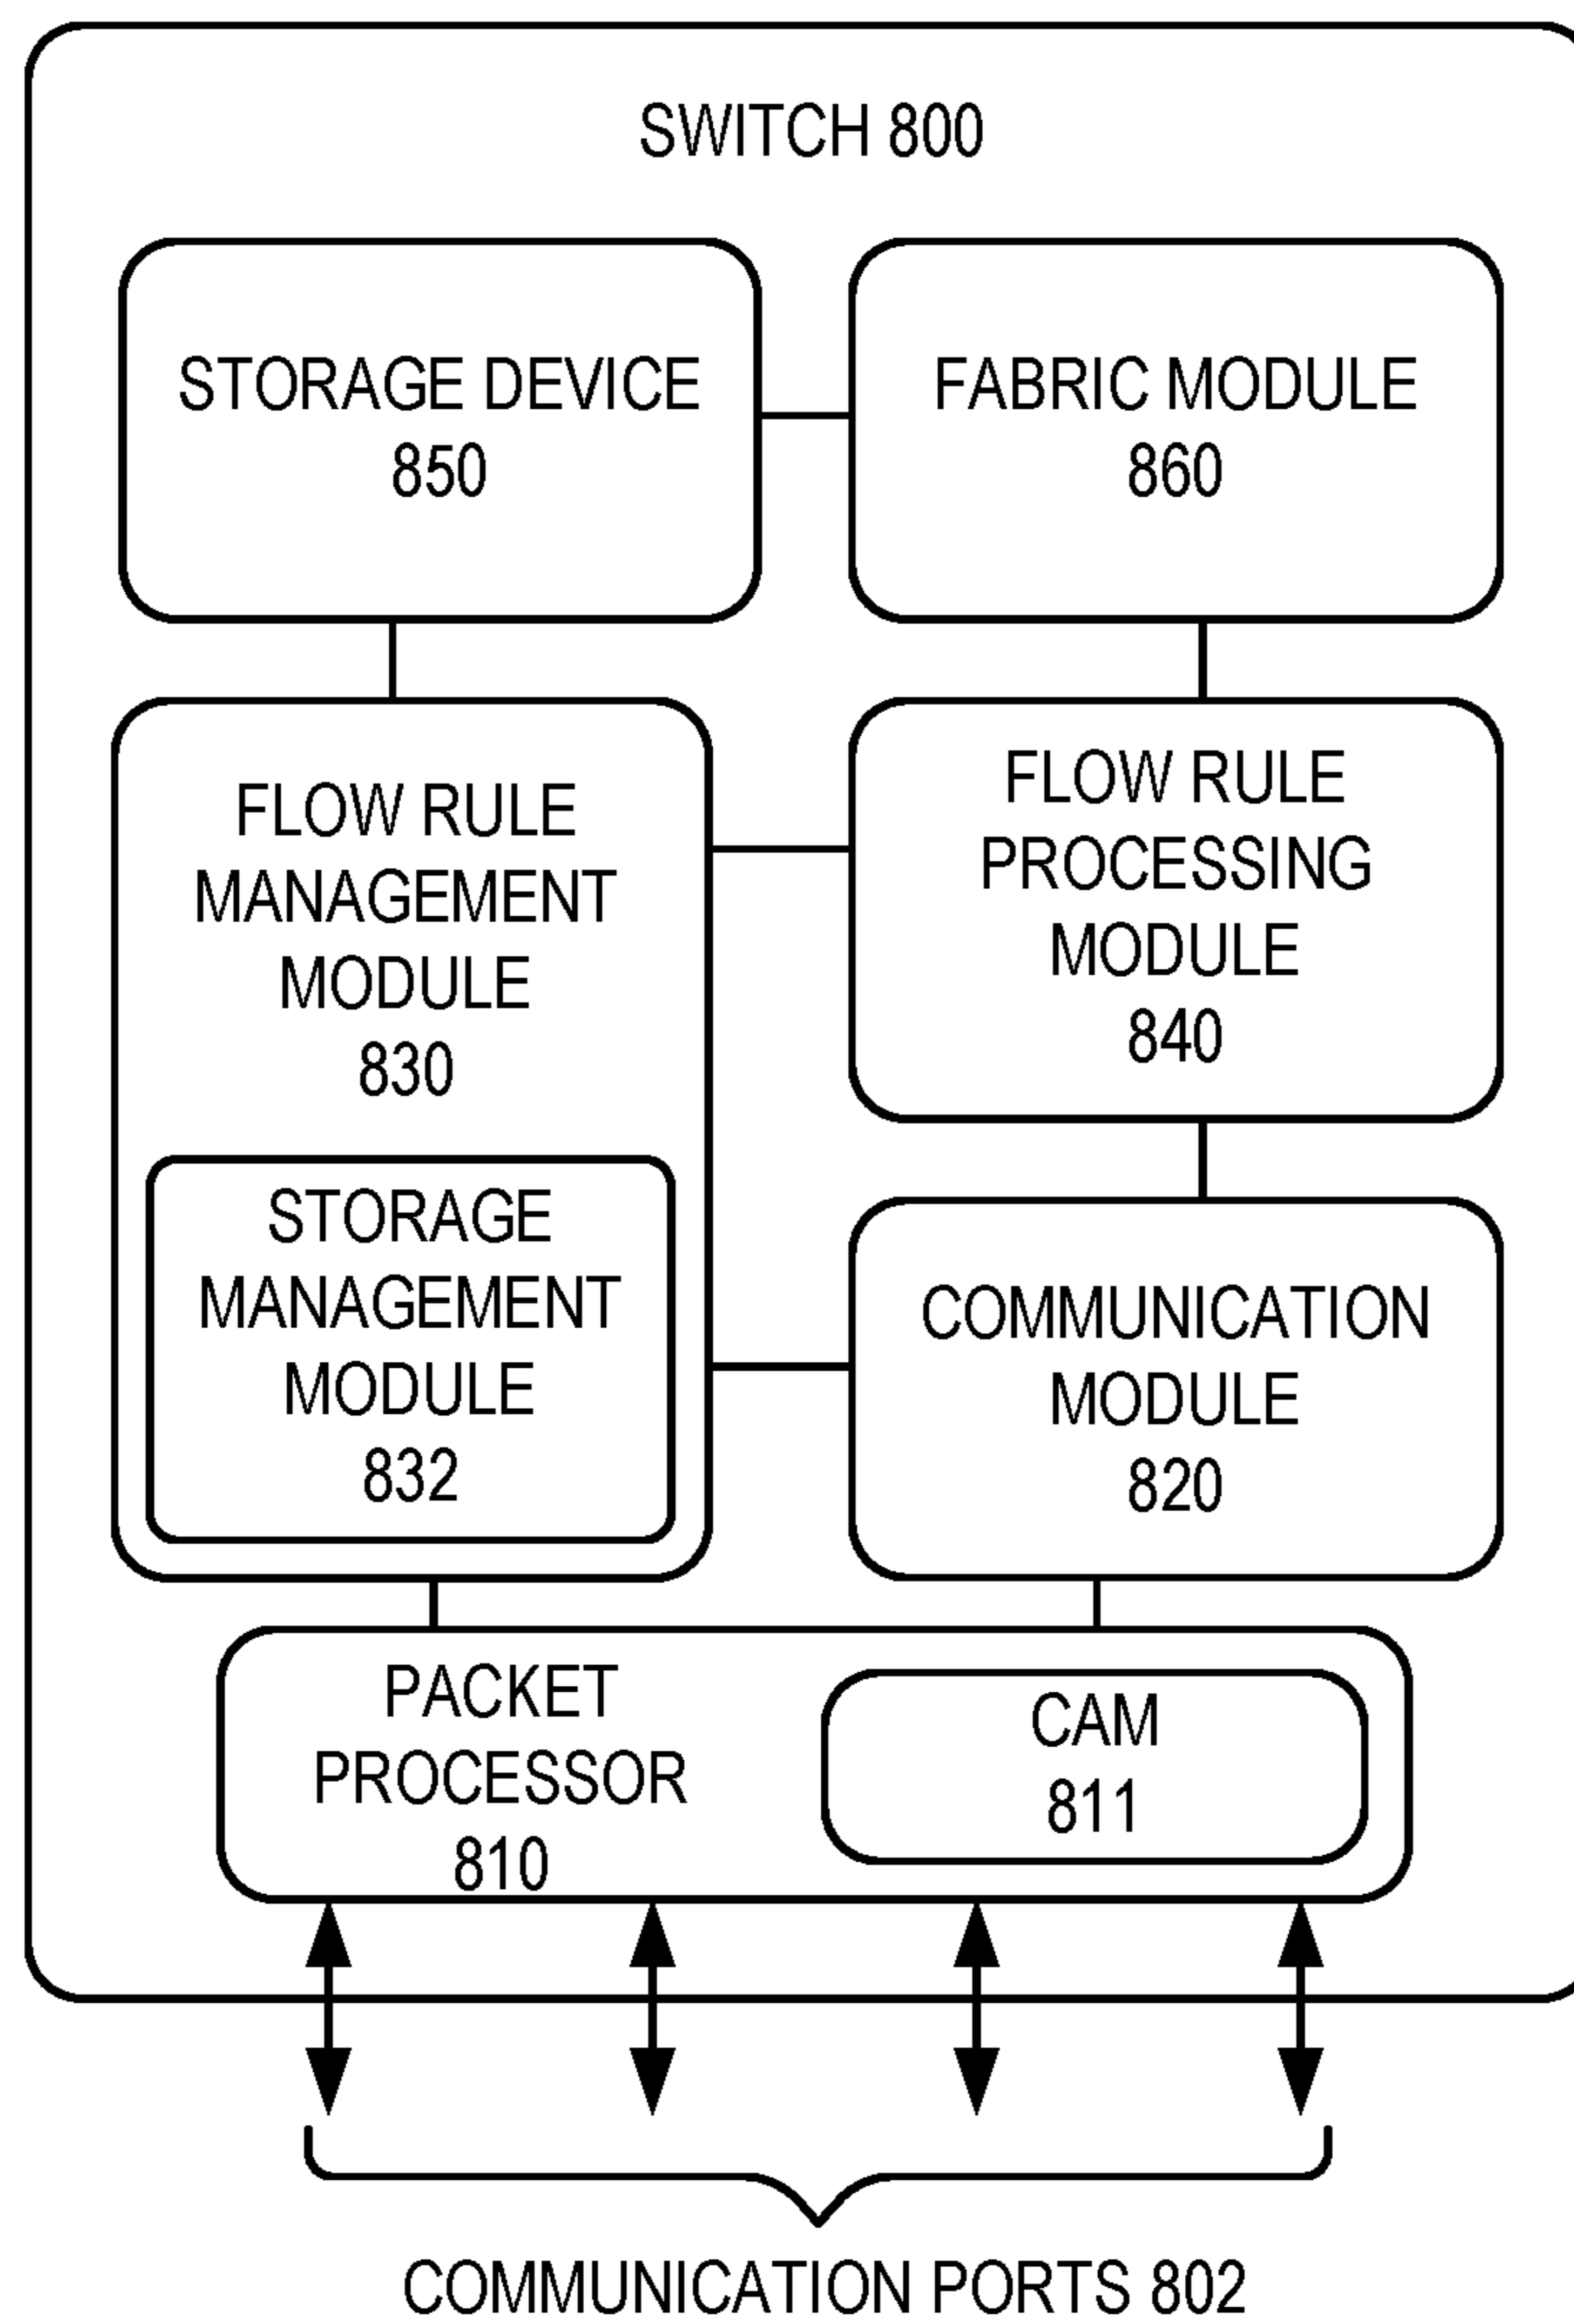 SWITCH 800
STORAGE DEVICE
850
FABRIC MODULE
860
FLOW RULE
MANAGEMENT
MODULE
830
FLOW RULE
PROCESSING
MODULE
840
STORAGE
MANAGEMENT
MODULE
832
COMMUNICATION
MODULE
820
PACKET
PROCESSOR
810
CAM
811
COMMUNICATION PORTS 802